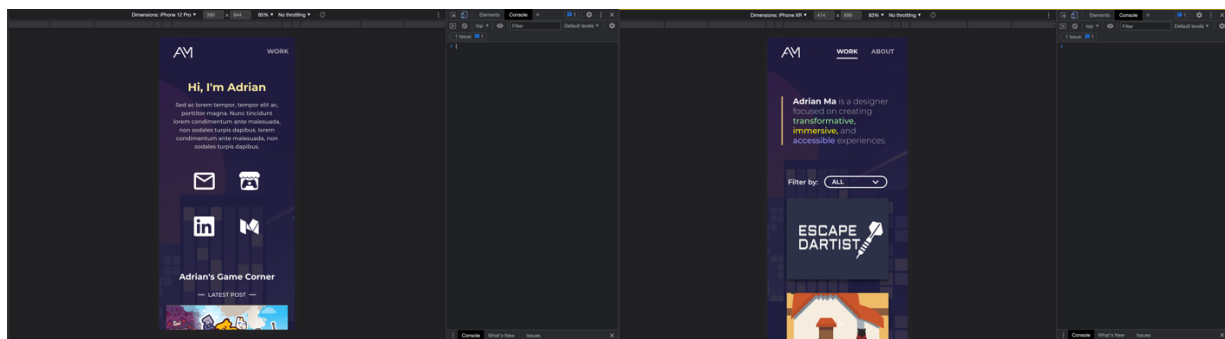 Dimensions: iPhone 12 Pro 390 x 844 85% No throttling
Elements Console » 1
top Filter Default levels
1 Issue: 1
AM WORK
Hi, I'm Adrian
Sed ac lorem tempor, tempor elit ac,
porttitor magna. Nunc tincidunt
lorem condimentum ante malesuada,
non sodales turpis dapibus. lorem
condimentum ante malesuada, non
sodales turpis dapibus.
in
Adrian's Game Corner
— LATEST POST —
Console What's New Issues
Dimensions: iPhone XR 414 x 896 83% No throttling
Elements Console » 1
top Filter Default levels
1 Issue: 1
AM WORK ABOUT
Adrian Ma is a designer
focused on creating
transformative,
immersive, and
accessible experiences.
Filter by: ALL
ESCAPE
DARTIST
Console What's New Issues